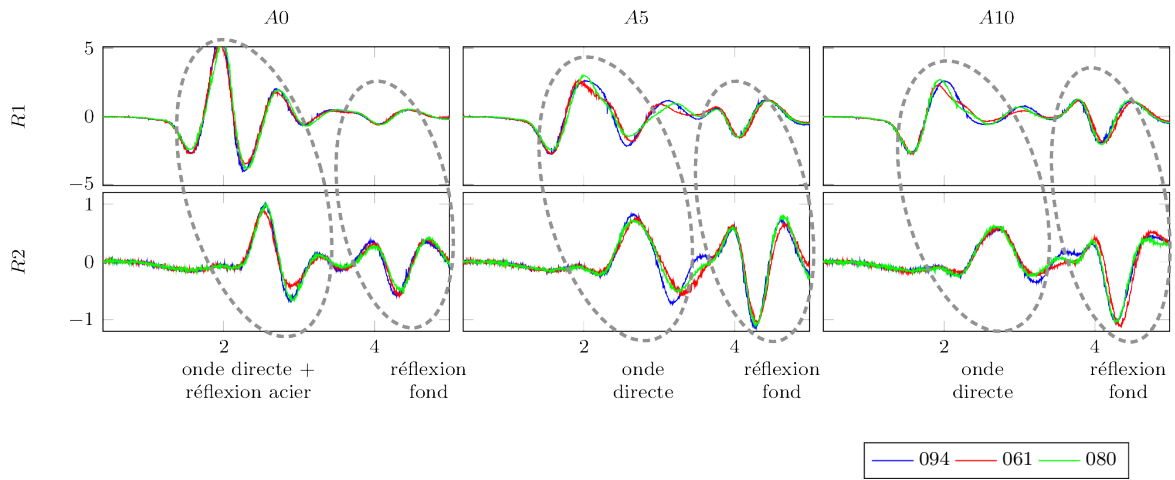 A0 A5 A10
R1
5
0
−5
R2
1
0
−1
2 4 2 4 2 4
onde directe + réflexion onde réflexion onde réflexion
réflexion acier fond directe fond directe fond
094 061 080